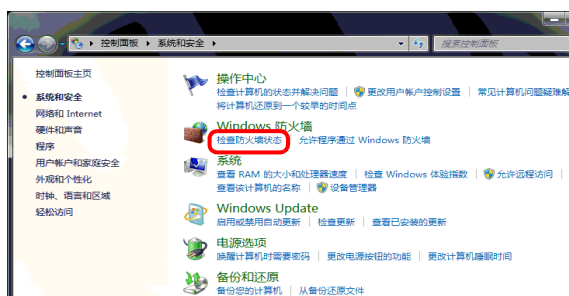 控制面板 ▸ 系统和安全 ▸
搜索控制面板
控制面板主页
系统和安全
网络和 Internet
硬件和声音
程序
用户帐户和家庭安全
外观和个性化
时钟、语言和区域
轻松访问
操作中心
检查计算机的状态并解决问题 更改用户帐户控制设置 常见计算机问题疑难解
将计算机还原到一个较早的时间点
Windows 防火墙
检查防火墙状态 允许程序通过 Windows 防火墙
系统
查看 RAM 的大小和处理器速度 检查 Windows 体验指数 允许远程访问
查看该计算机的名称 设备管理器
Windows Update
启用或禁用自动更新 检查更新 查看已安装的更新
电源选项
唤醒计算机时需要密码 更改电源按钮的功能 更改计算机睡眠时间
备份和还原
备份您的计算机 从备份还原文件